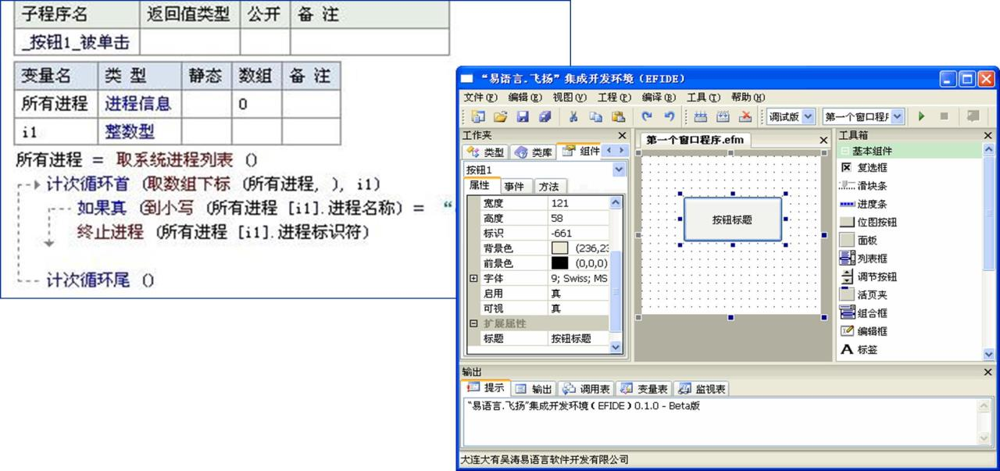 子程序名 返回值类型 公开 备 注
_按钮1_被单击
变量名 类 型 静态 数组 备 注
所有进程 进程信息 0
i1 整数型
所有进程 = 取系统进程列表 ()
计次循环首 (取数组下标 (所有进程, ), i1)
如果真 (到小写 (所有进程 [i1].进程名称) = “
终止进程 (所有进程 [i1].进程标识符)
计次循环尾 ()
“易语言.飞扬”集成开发环境（EFIDE）
文件(F) 编辑(E) 视图(V) 工程(P) 编译(B) 工具(T) 帮助(H)
调试版 第一个窗口程序
工作夹
类型 类库 组件
按钮1
属性 事件 方法
宽度 121
高度 58
标识 -661
背景色 (236,23
前景色 (0,0,0)
字体 9; Swiss; MS
启用 真
可视 真
扩展属性
标题 按钮标题
第一个窗口程序.efm
按钮标题
工具箱
基本组件
复选框
滑块条
进度条
位图按钮
面板
列表框
调节按钮
活页夹
组合框
编辑框
A 标签
输出
提示 输出 调用表 变量表 监视表
“易语言.飞扬”集成开发环境（EFIDE）0.1.0 - Beta版
大连大有吴涛易语言软件开发有限公司